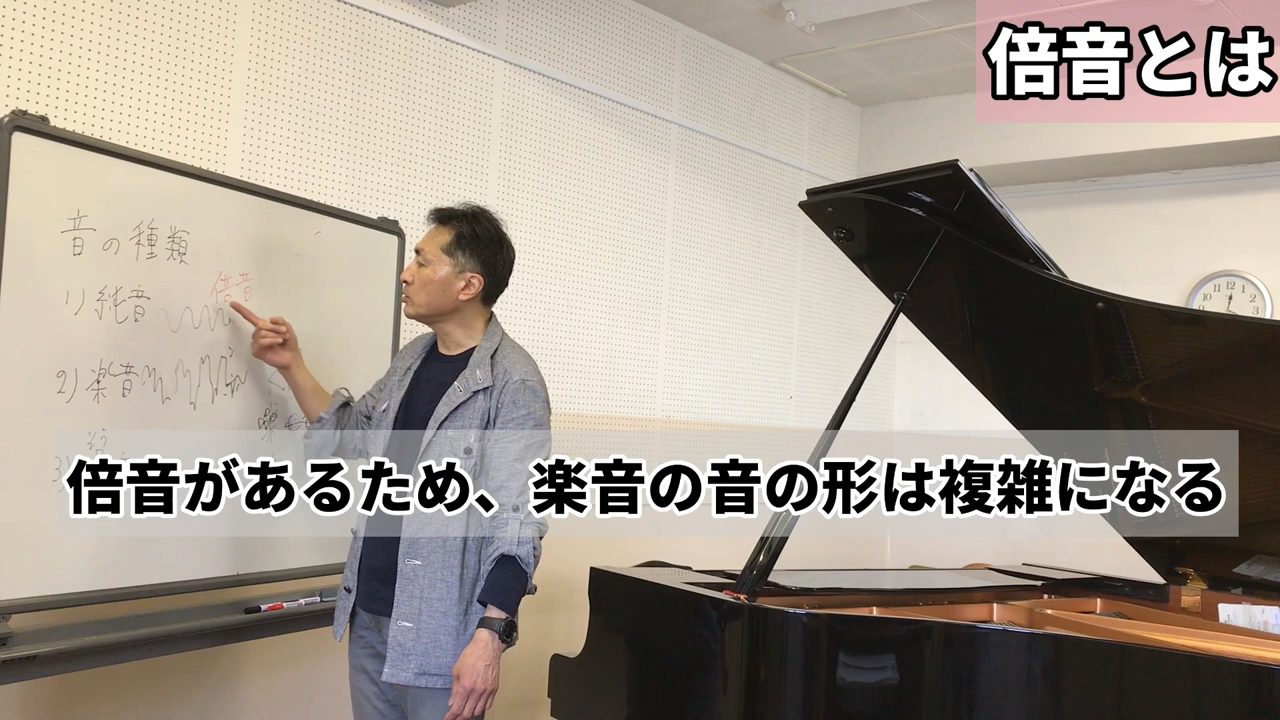 倍音とは
音の種類
倍音
1) 純音
2) 楽音
倍音があるため、楽音の音の形は複雑になる